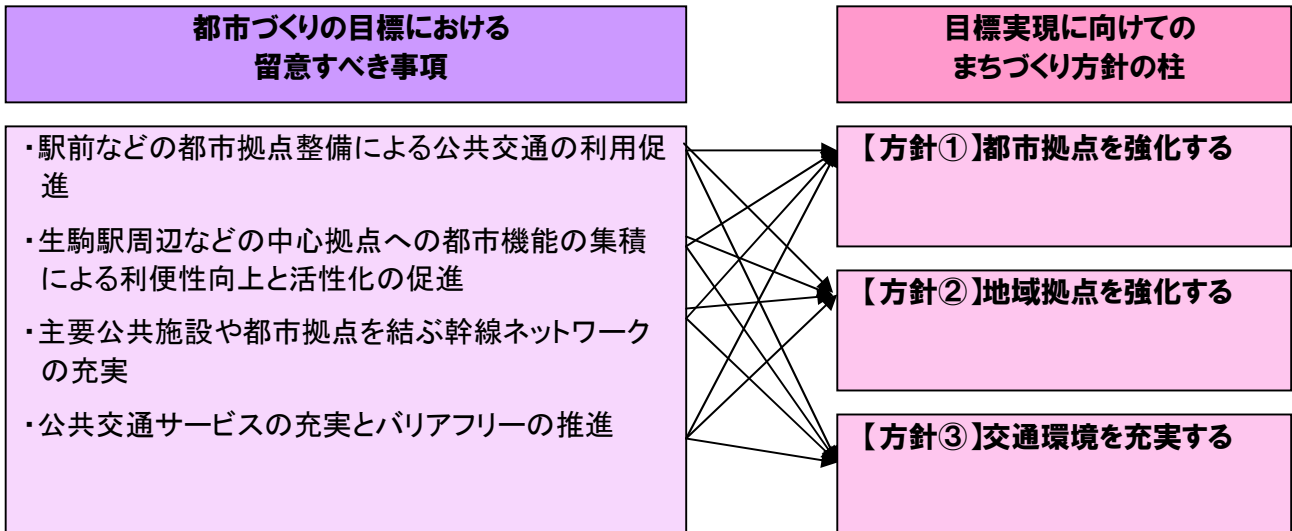 都市づくりの目標における
留意すべき事項
目標実現に向けての
まちづくり方針の柱
・駅前などの都市拠点整備による公共交通の利用促
進
・生駒駅周辺などの中心拠点への都市機能の集積
による利便性向上と活性化の促進
・主要公共施設や都市拠点を結ぶ幹線ネットワーク
の充実
・公共交通サービスの充実とバリアフリーの推進
【方針①】都市拠点を強化する
【方針②】地域拠点を強化する
【方針③】交通環境を充実する